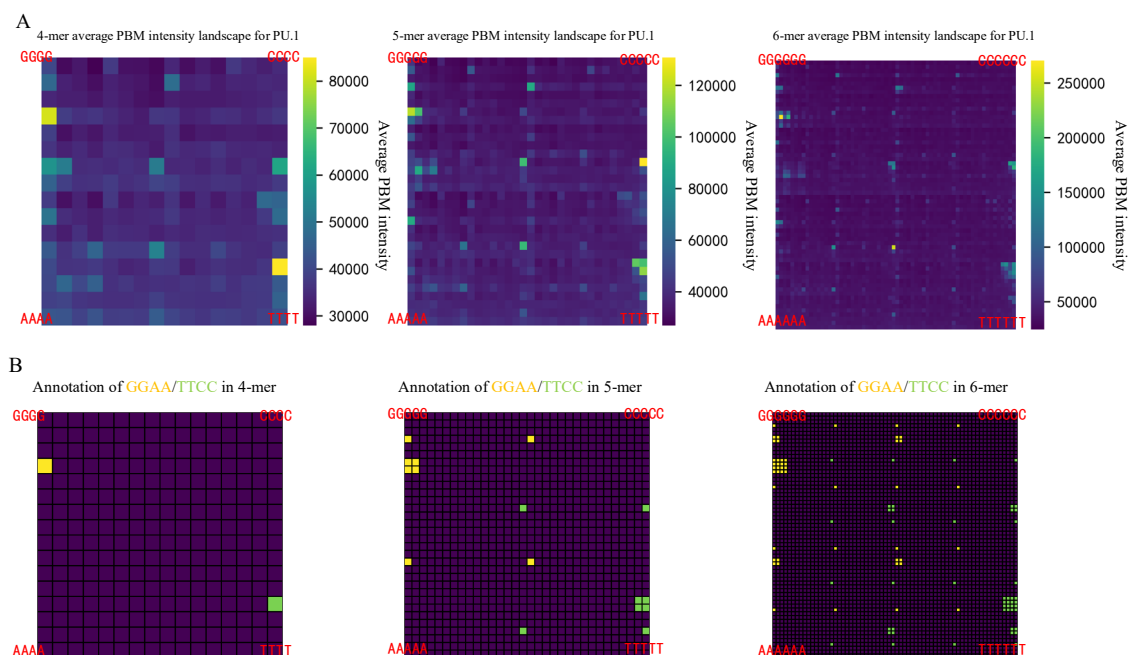 A
4-mer average PBM intensity landscape for PU.1
5-mer average PBM intensity landscape for PU.1
6-mer average PBM intensity landscape for PU.1
GGGG
CCCC
AAAA
TTTT
80000
70000
60000
50000
40000
30000
Average PBM intensity
GGGGG
CCCCC
AAAAA
TTTTT
120000
100000
80000
60000
40000
Average PBM intensity
GGGGGG
CCCCCC
AAAAAA
TTTTTT
250000
200000
150000
100000
50000
Average PBM intensity
B
Annotation of GGAA/TTCC in 4-mer
Annotation of GGAA/TTCC in 5-mer
Annotation of GGAA/TTCC in 6-mer
GGGG
CCCC
AAAA
TTTT
GGGGG
CCCCC
AAAAA
TTTTT
GGGGGG
CCCCCC
AAAAAA
TTTTTT